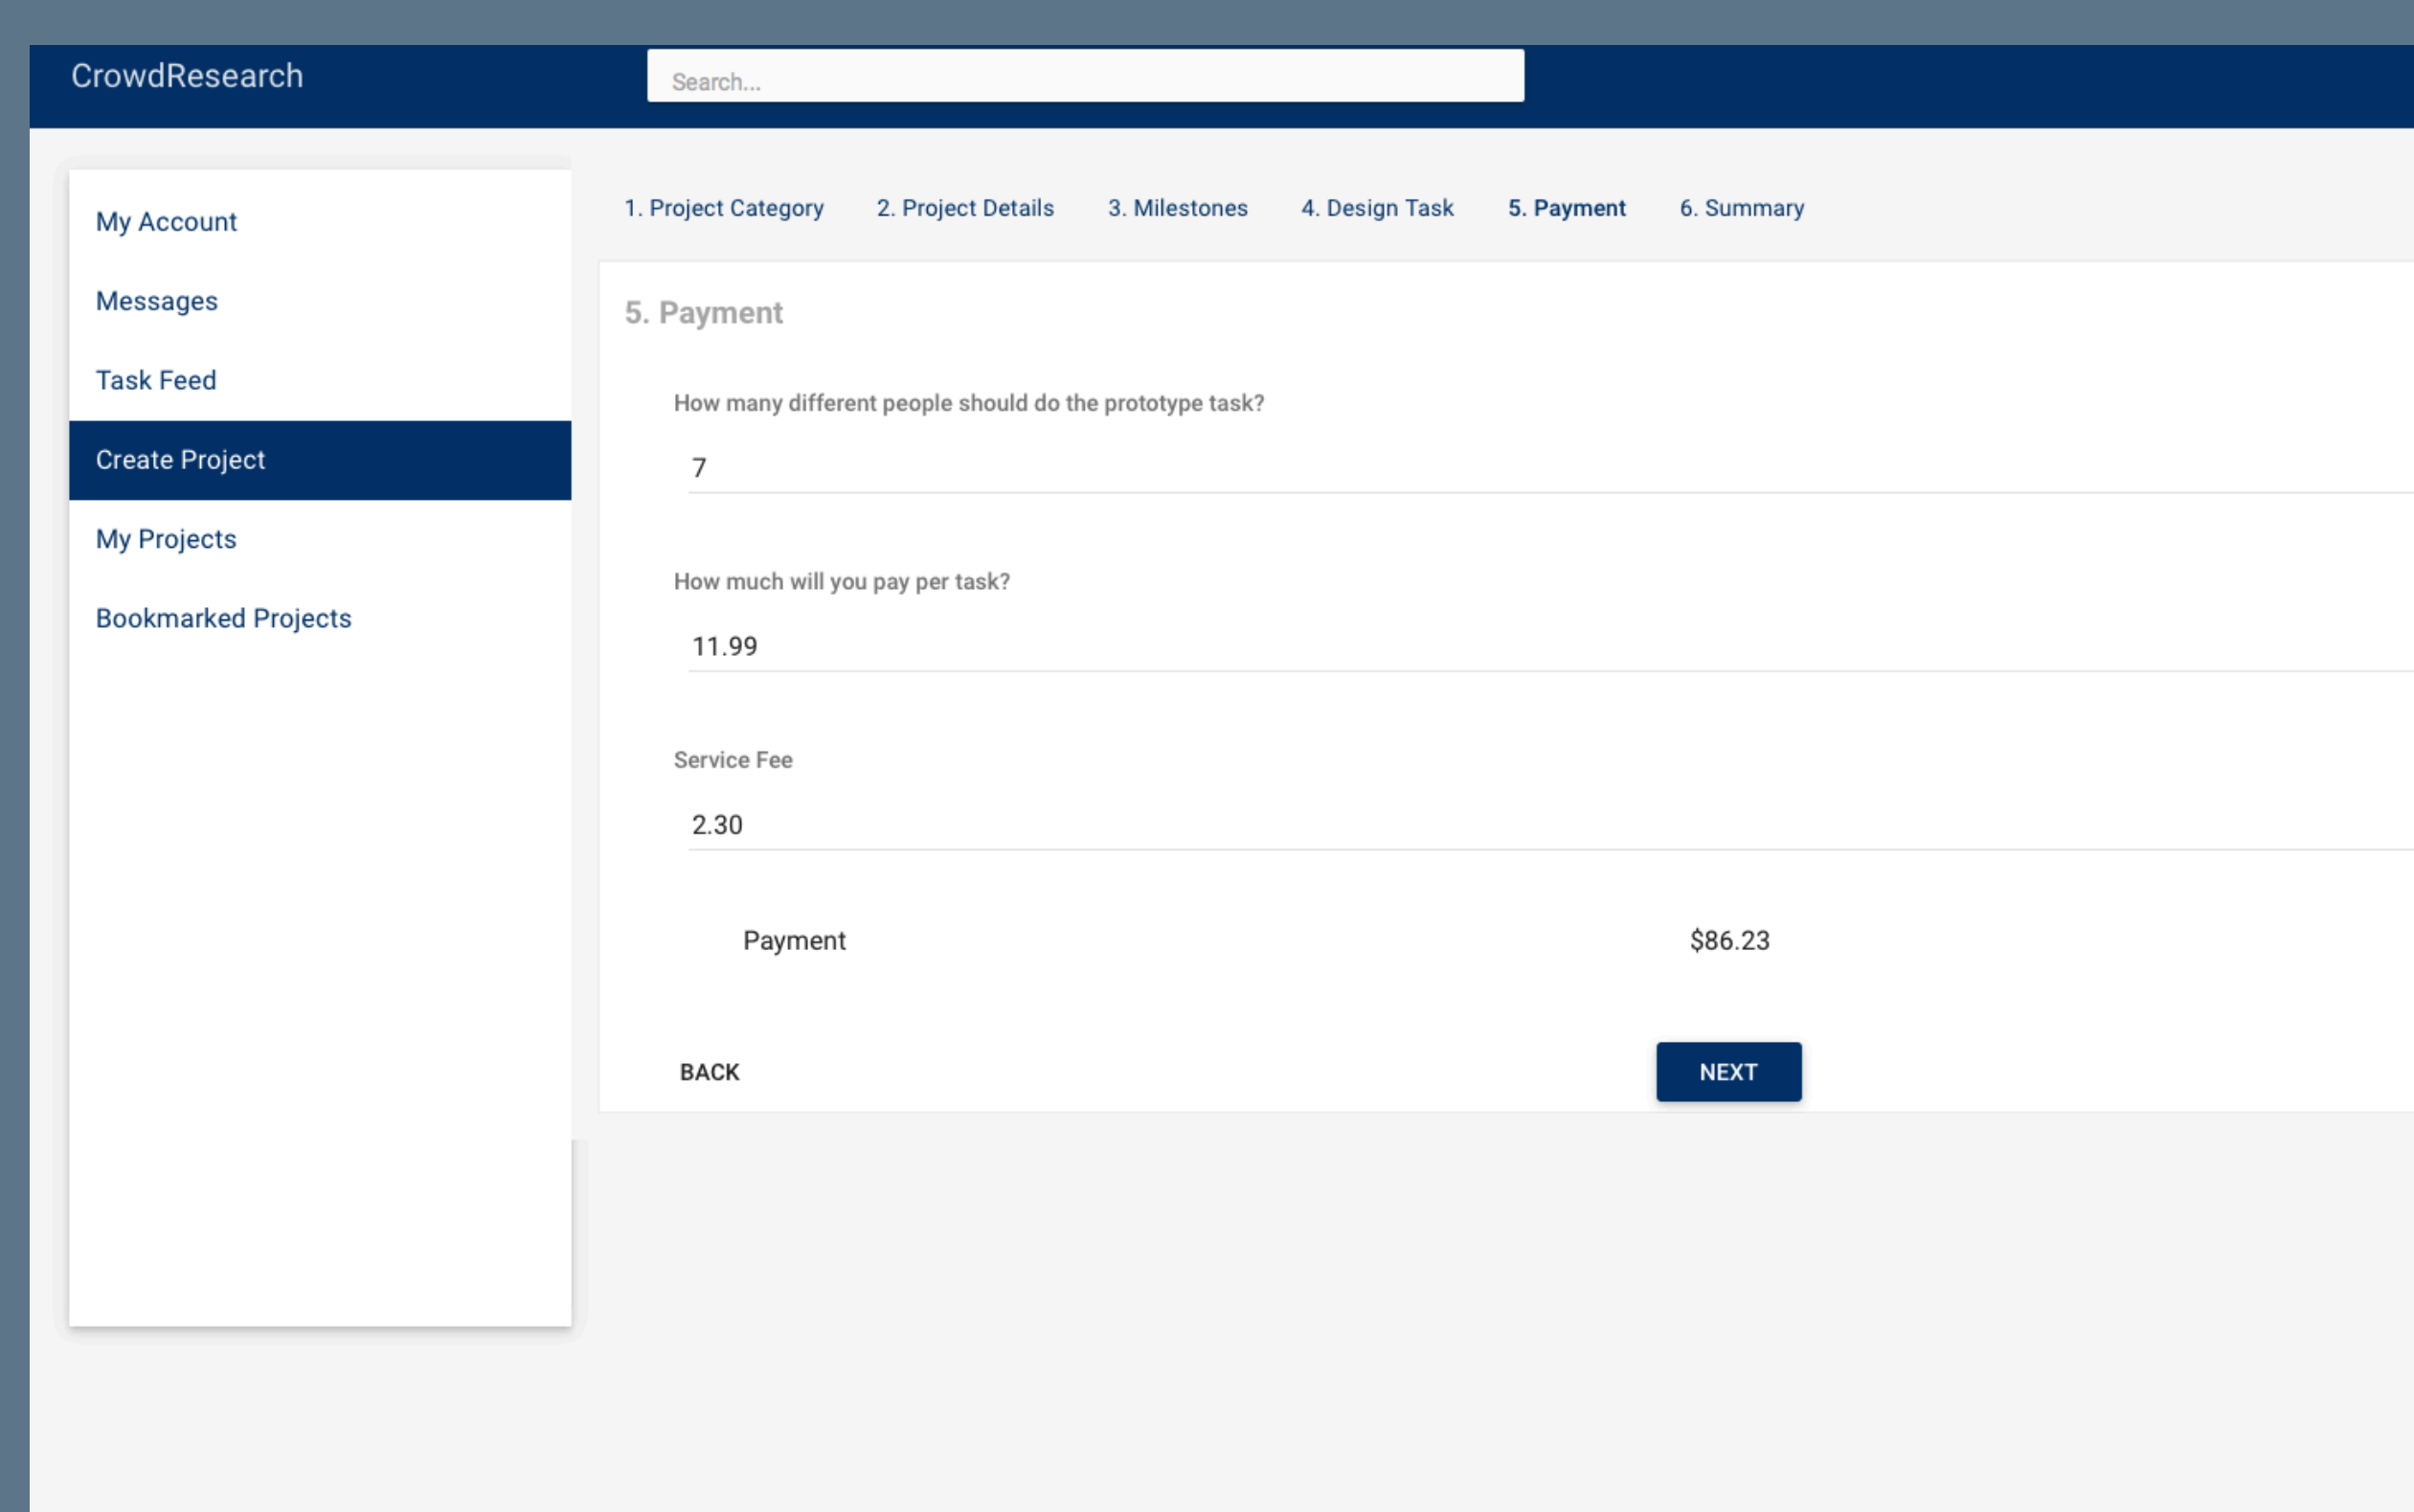 CrowdResearch
Search...
My Account
Messages
Task Feed
Create Project
My Projects
Bookmarked Projects
1. Project Category 2. Project Details 3. Milestones 4. Design Task 5. Payment 6. Summary
5. Payment
How many different people should do the prototype task?
7
How much will you pay per task?
11.99
Service Fee
2.30
Payment $86.23
BACK NEXT